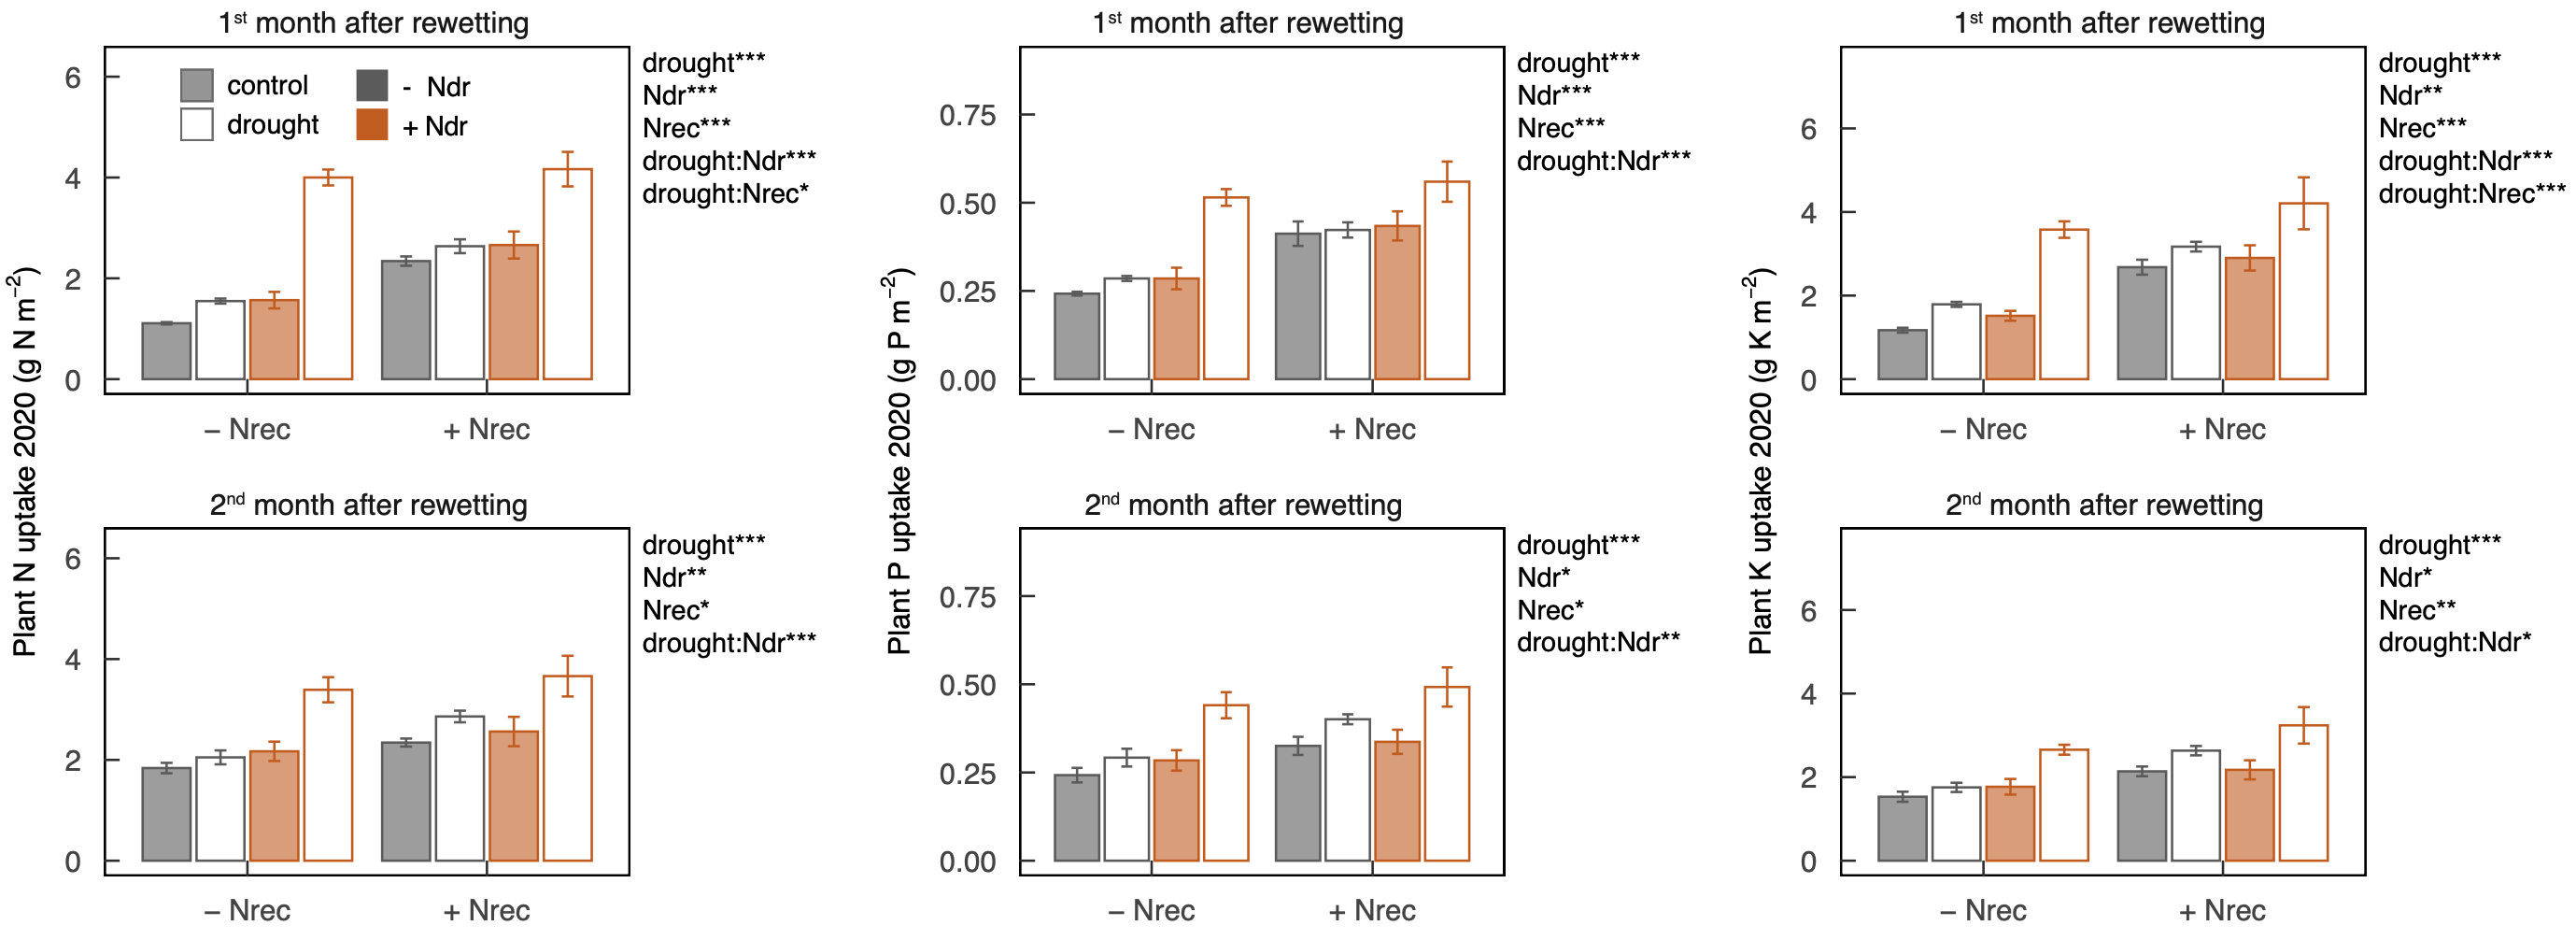 1st month after rewetting
6
4
2
0
control
drought
- Ndr
+ Ndr
drought***
Ndr***
Nrec***
drought:Ndr***
drought:Nrec*
– Nrec
+ Nrec
2nd month after rewetting
6
4
2
0
drought***
Ndr**
Nrec*
drought:Ndr***
– Nrec
+ Nrec
Plant N uptake 2020 (g N m−2)
1st month after rewetting
0.75
0.50
0.25
0.00
drought***
Ndr***
Nrec***
drought:Ndr***
– Nrec
+ Nrec
2nd month after rewetting
0.75
0.50
0.25
0.00
drought***
Ndr*
Nrec*
drought:Ndr**
– Nrec
+ Nrec
Plant P uptake 2020 (g P m−2)
1st month after rewetting
6
4
2
0
drought***
Ndr**
Nrec***
drought:Ndr***
drought:Nrec***
– Nrec
+ Nrec
2nd month after rewetting
6
4
2
0
drought***
Ndr*
Nrec**
drought:Ndr*
– Nrec
+ Nrec
Plant K uptake 2020 (g K m−2)